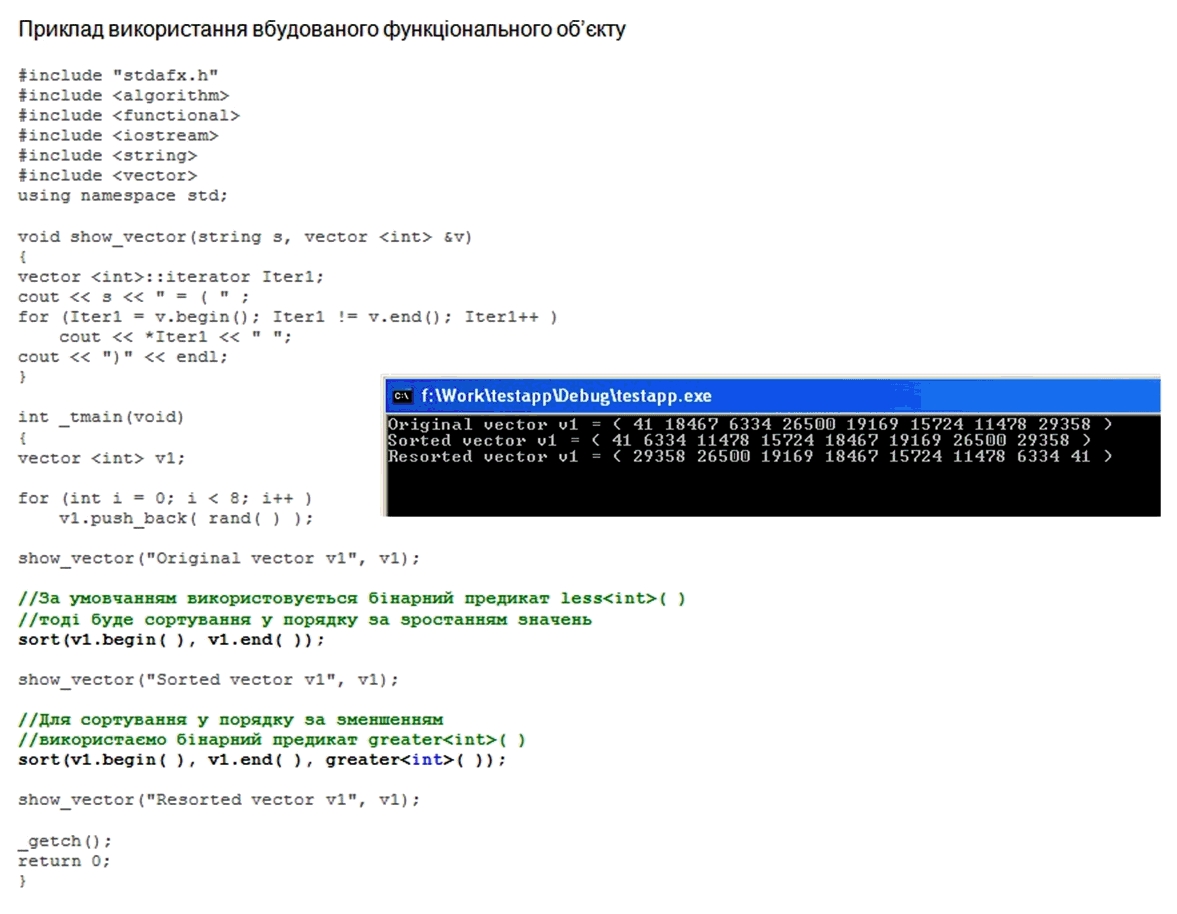 Приклад використання вбудованого функціонального об’єкту
#include "stdafx.h"
#include <algorithm>
#include <functional>
#include <iostream>
#include <string>
#include <vector>
using namespace std;
void show_vector(string s, vector <int> &v)
{
vector <int>::iterator Iter1;
cout << s << " = ( " ;
for (Iter1 = v.begin(); Iter1 != v.end(); Iter1++ )
    cout << *Iter1 << " ";
cout << ")" << endl;
}
int _tmain(void)
{
vector <int> v1;
for (int i = 0; i < 8; i++ )
    v1.push_back( rand( ) );
show_vector("Original vector v1", v1);
//За умовчанням використовується бінарний предикат less<int>( )
//тоді буде сортування у порядку за зростанням значень
sort(v1.begin( ), v1.end( ));
show_vector("Sorted vector v1", v1);
//Для сортування у порядку за зменшенням
//використаємо бінарний предикат greater<int>( )
sort(v1.begin( ), v1.end( ), greater<int>( ));
show_vector("Resorted vector v1", v1);
_getch();
return 0;
}
C:\ f:\Work\testapp\Debug\testapp.exe
Original vector v1 = ( 41 18467 6334 26500 19169 15724 11478 29358 )
Sorted vector v1 = ( 41 6334 11478 15724 18467 19169 26500 29358 )
Resorted vector v1 = ( 29358 26500 19169 18467 15724 11478 6334 41 )